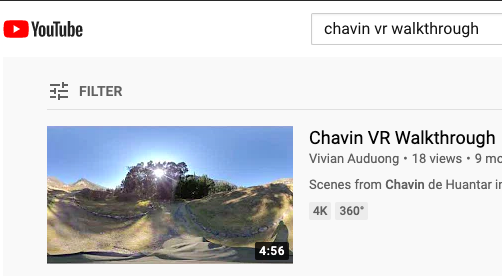 YouTube
chavin vr walkthrough
FILTER
Chavin VR Walkthrough
Vivian Auduong • 18 views • 9 mo
Scenes from Chavin de Huantar in
4K 360°
4:56